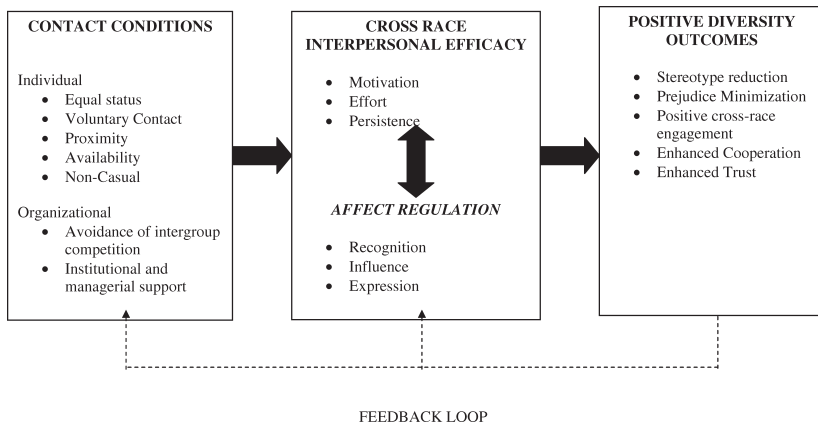 CONTACT CONDITIONS
Individual
• Equal status
• Voluntary Contact
• Proximity
• Availability
• Non-Casual
Organizational
• Avoidance of intergroup
competition
• Institutional and
managerial support
CROSS RACE
INTERPERSONAL EFFICACY
• Motivation
• Effort
• Persistence
AFFECT REGULATION
• Recognition
• Influence
• Expression
POSITIVE DIVERSITY
OUTCOMES
• Stereotype reduction
• Prejudice Minimization
• Positive cross-race
engagement
• Enhanced Cooperation
• Enhanced Trust
FEEDBACK LOOP